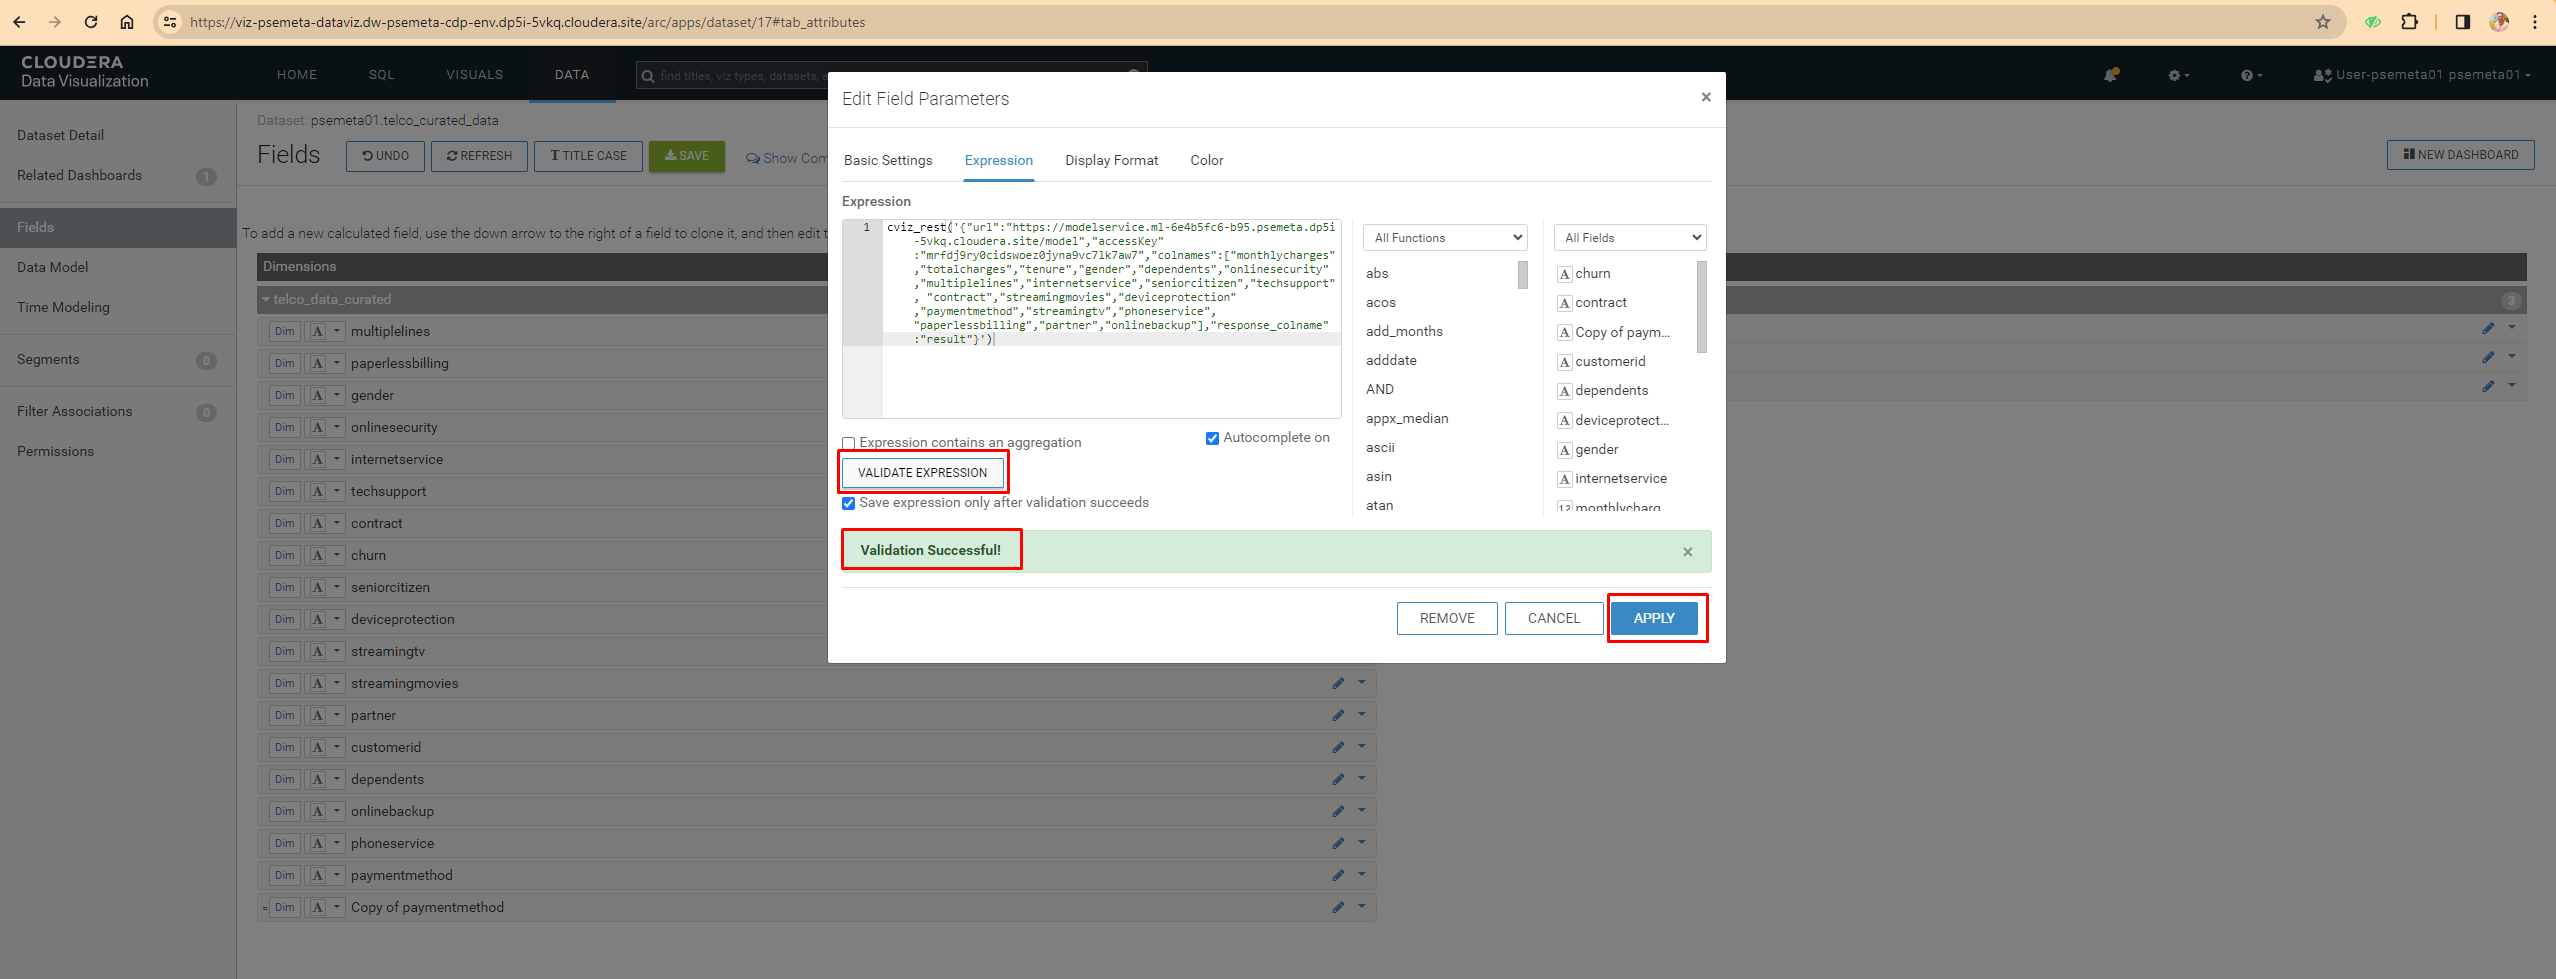 https://viz-psemeta-dataviz.dw-psemeta-cdp-env.dp5i-5vkq.cloudera.site/arc/apps/dataset/17#tab_attributes
CLOUDERA
Data Visualization
HOME
SQL
VISUALS
DATA
find titles, viz types, datasets, a
User-psemeta01 psemeta01
Dataset Detail
Related Dashboards 1
Fields
Data Model
Time Modeling
Segments 0
Filter Associations 0
Permissions
Dataset: psemeta01.telco_curated_data
Fields
UNDO
REFRESH
TITLE CASE
SAVE
Show Com
NEW DASHBOARD
To add a new calculated field, use the down arrow to the right of a field to clone it, and then edit t
Dimensions
telco_data_curated
3
Dim A multiplelines
Dim A paperlessbilling
Dim A gender
Dim A onlinesecurity
Dim A internetservice
Dim A techsupport
Dim A contract
Dim A churn
Dim A seniorcitizen
Dim A deviceprotection
Dim A streamingtv
Dim A streamingmovies
Dim A partner
Dim A customerid
Dim A dependents
Dim A onlinebackup
Dim A phoneservice
Dim A paymentmethod
= Dim A Copy of paymentmethod
Edit Field Parameters
×
Basic Settings
Expression
Display Format
Color
Expression
1 cviz_rest('{"url":"https://modelservice.ml-6e4b5fc6-b95.psemeta.dp5i
-5vkq.cloudera.site/model","accessKey"
:"mrfdj9ry0cidswoez0jyna9vc7lk7aw7","colnames":["monthlycharges"
,"totalcharges","tenure","gender","dependents","onlinesecurity"
,"multiplelines","internetservice","seniorcitizen","techsupport"
, "contract","streamingmovies","deviceprotection"
,"paymentmethod","streamingtv","phoneservice",
"paperlessbilling","partner","onlinebackup"],"response_colname"
:"result"}')
Expression contains an aggregation
Autocomplete on
VALIDATE EXPRESSION
Save expression only after validation succeeds
All Functions
abs
acos
add_months
adddate
AND
appx_median
ascii
asin
atan
All Fields
A churn
A contract
A Copy of paym...
A customerid
A dependents
A deviceprotect...
A gender
A internetservice
1.2 monthlycharg
Validation Successful!
×
REMOVE
CANCEL
APPLY